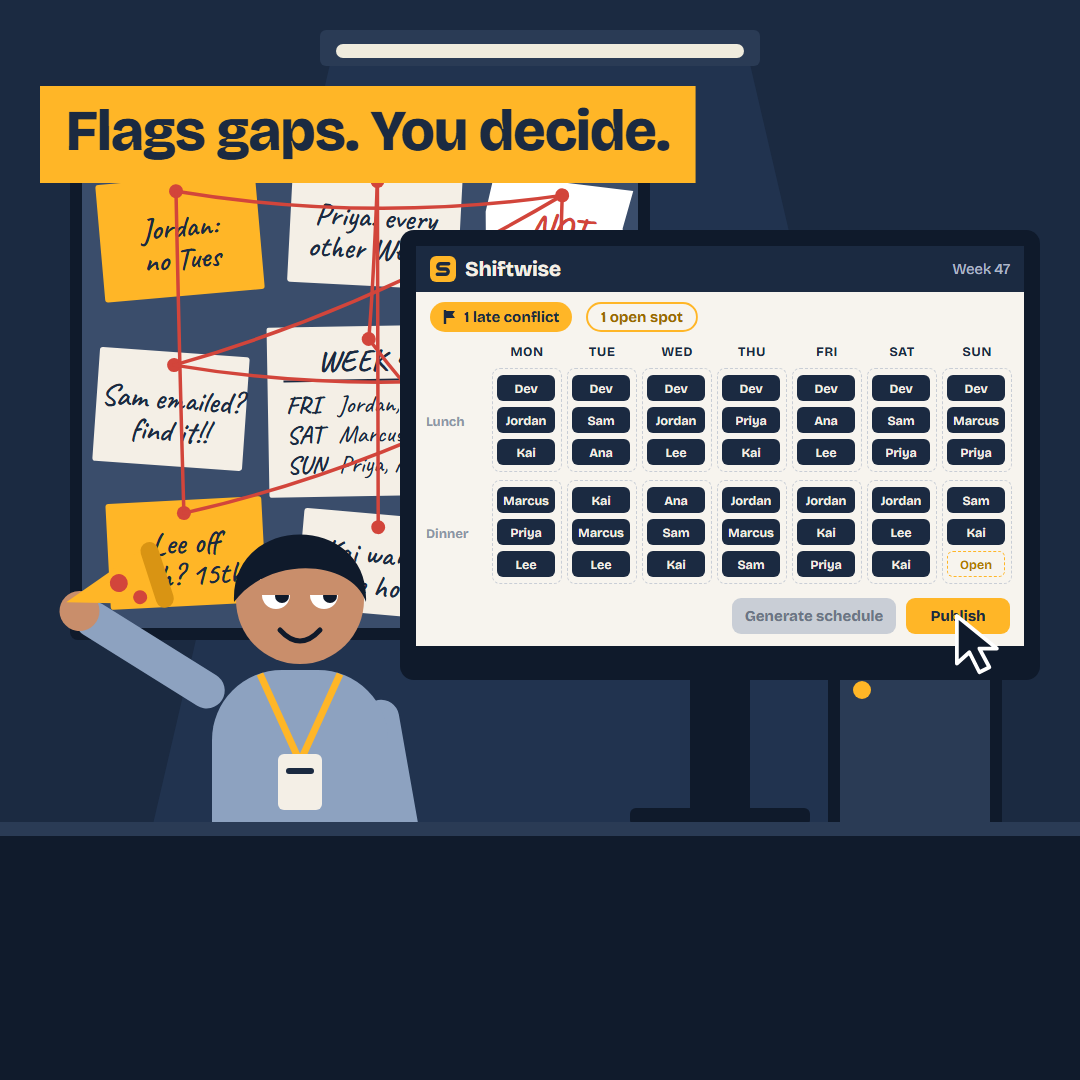 Flags gaps. You decide.
Jordan:
no Tues
Priya: every
other
NOT
Sam emailed?
find it!!
WEEK
FRI Jordan,
SAT Marcus
SUN Priya,
Lee off
15th
Kai
ho
Shiftwise
Week 47
1 late conflict
1 open spot
MON TUE WED THU FRI SAT SUN
Lunch
Dev Dev Dev Dev Dev Dev Dev
Jordan Sam Jordan Priya Ana Sam Marcus
Kai Ana Lee Kai Lee Priya Priya
Dinner
Marcus Kai Ana Jordan Jordan Jordan Sam
Priya Marcus Sam Marcus Kai Lee Kai
Lee Lee Kai Sam Priya Kai Open
Generate schedule
Publish